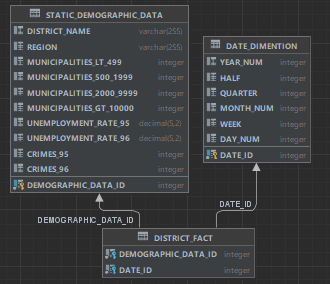 STATIC_DEMOGRAPHIC_DATA
DISTRICT_NAME varchar(255)
REGION varchar(255)
MUNICIPALITIES_LT_499 integer
MUNICIPALITIES_500_1999 integer
MUNICIPALITIES_2000_9999 integer
MUNICIPALITIES_GT_10000 integer
UNEMPLOYMENT_RATE_95 decimal(5,2)
UNEMPLOYMENT_RATE_96 decimal(5,2)
CRIMES_95 integer
CRIMES_96 integer
DEMOGRAPHIC_DATA_ID integer
DATE_DIMENTION
YEAR_NUM integer
HALF integer
QUARTER integer
MONTH_NUM integer
WEEK integer
DAY_NUM integer
DATE_ID integer
DEMOGRAPHIC_DATA_ID
DATE_ID
DISTRICT_FACT
DEMOGRAPHIC_DATA_ID integer
DATE_ID integer